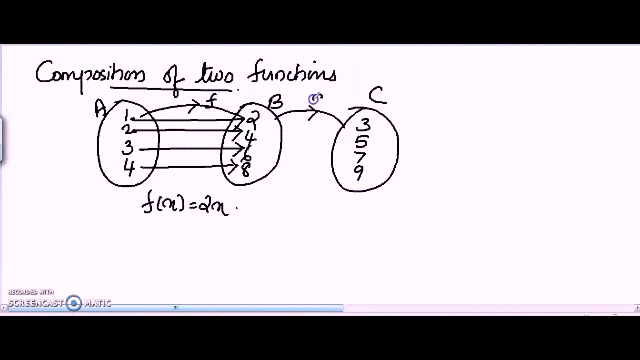 Composition of two functions
A f B C
1 2 3
2 4 5
3 6 7
4 8 9
f(x)=2x.
RECORDED WITH
SCREENCAST MATIC